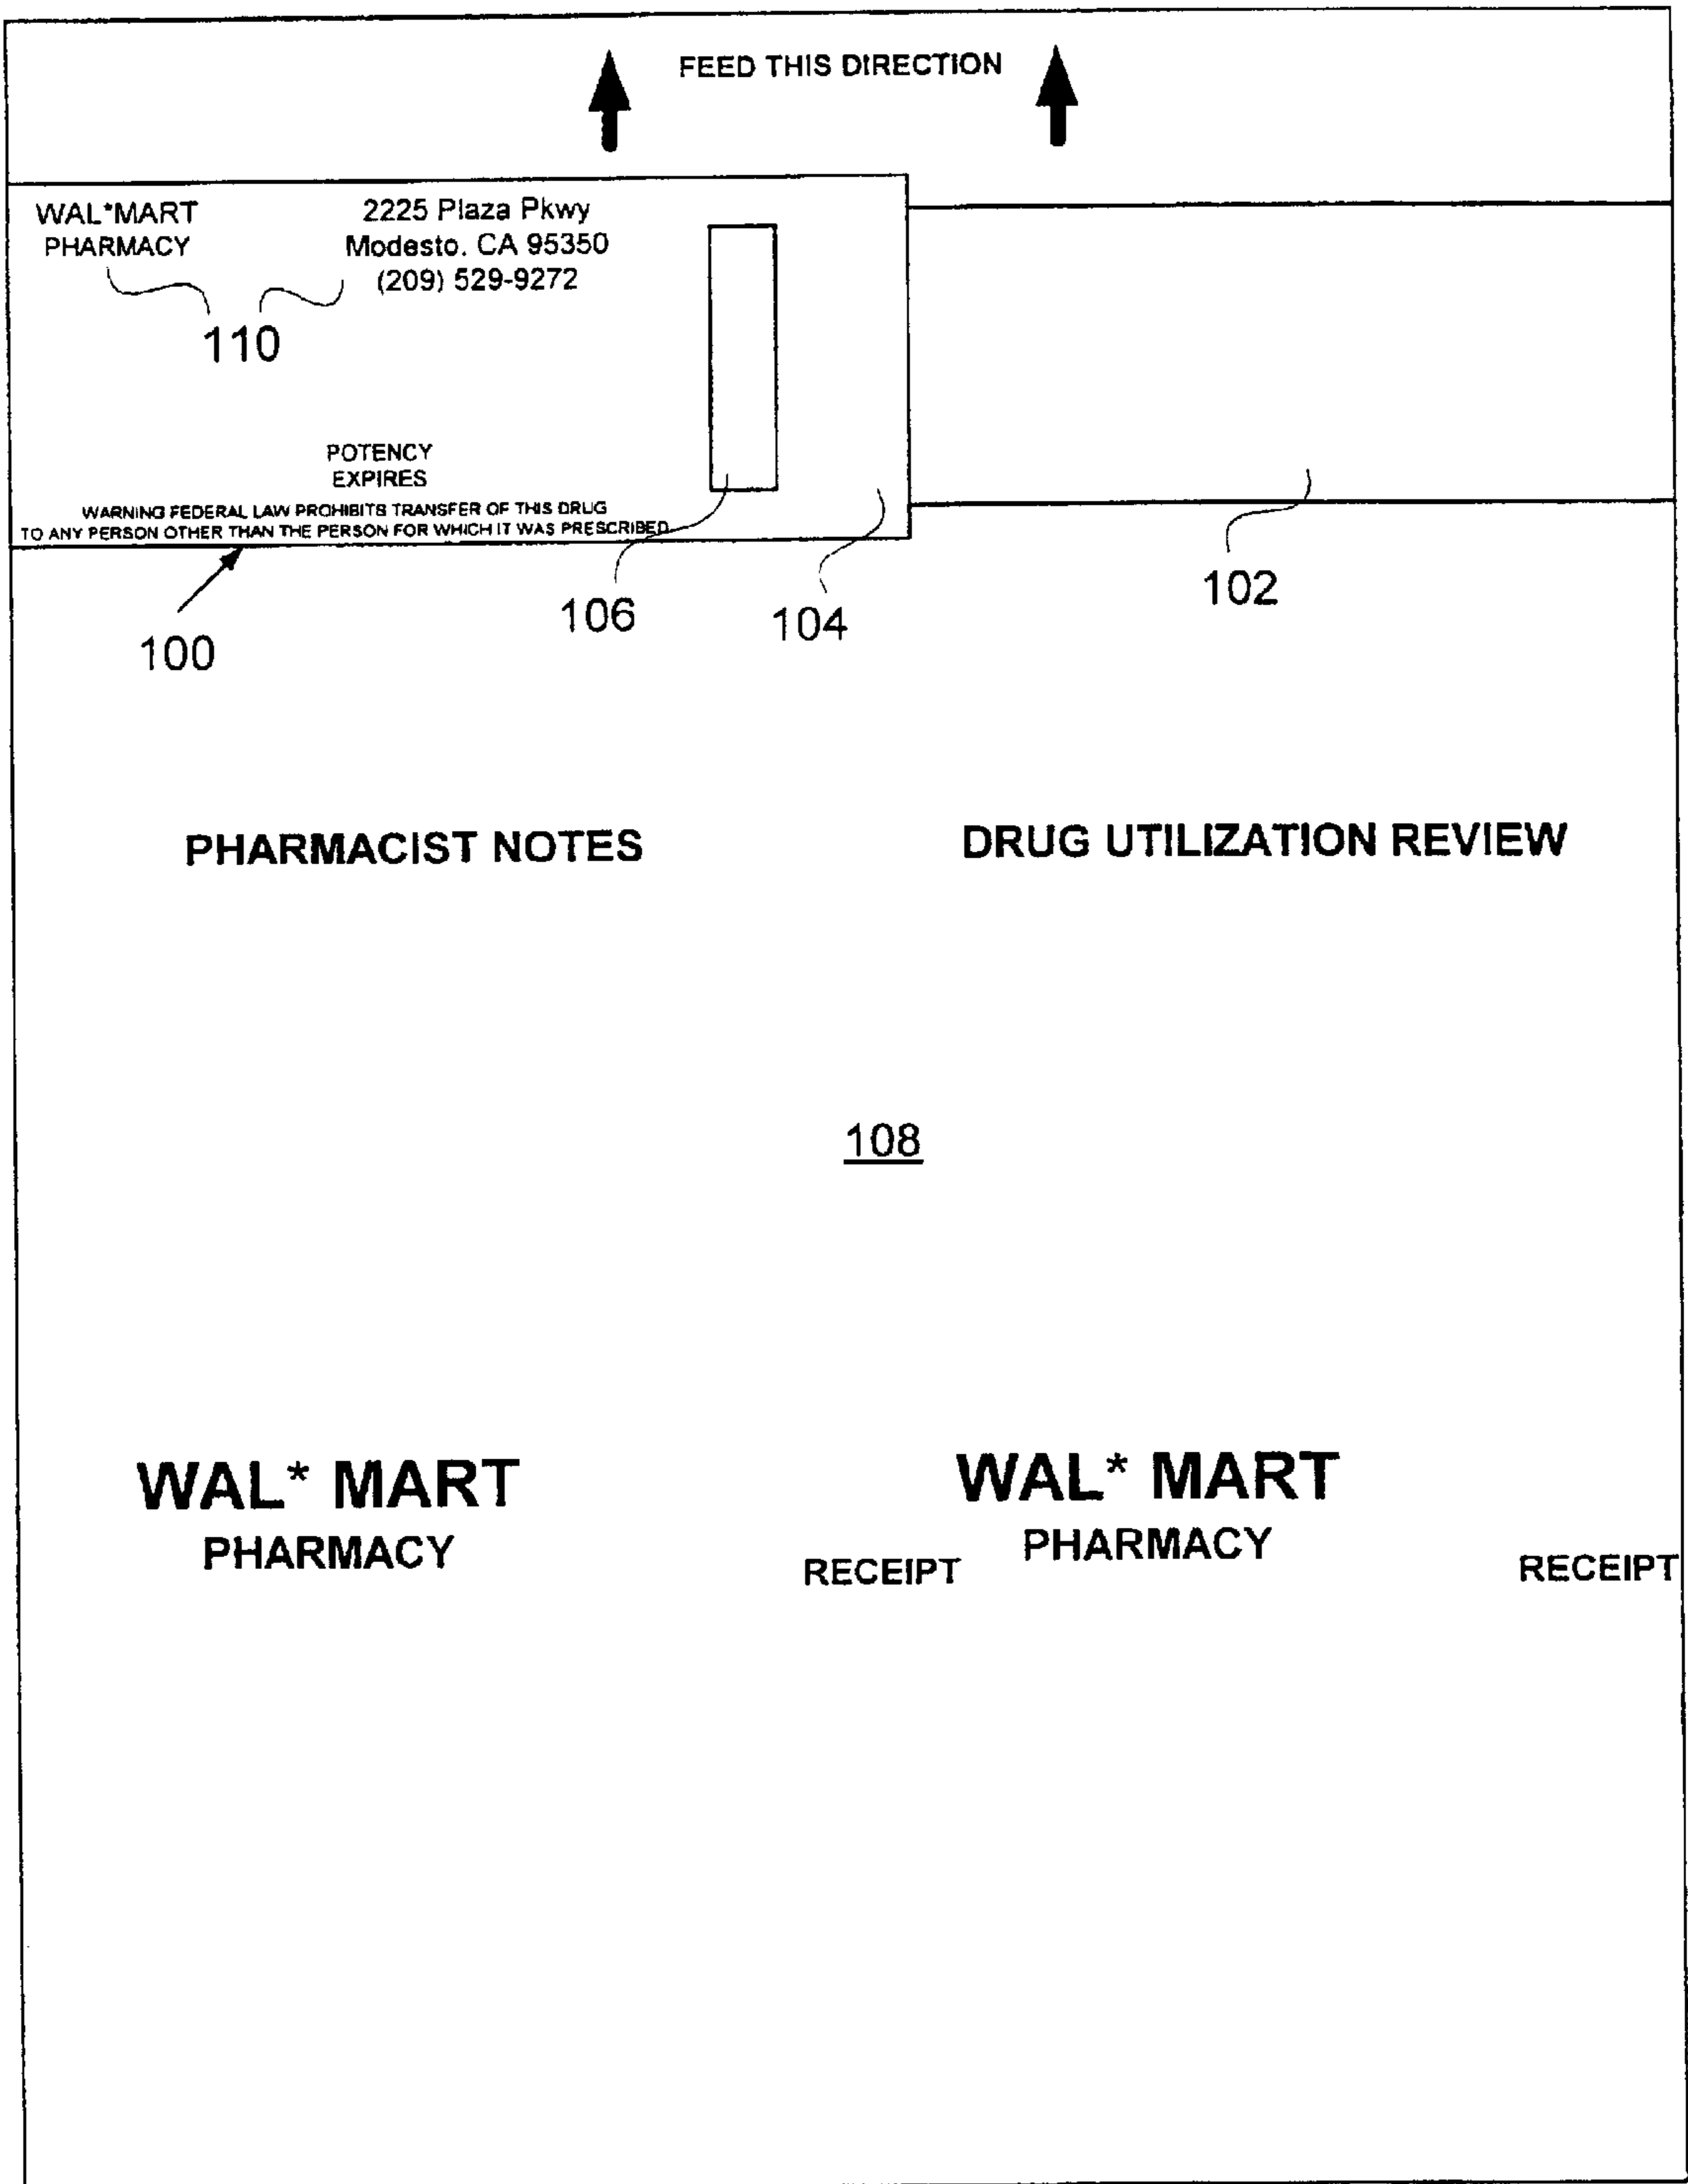 FEED THIS DIRECTION
WAL*MART
PHARMACY
2225 Plaza Pkwy
Modesto. CA 95350
(209) 529-9272
110
POTENCY
EXPIRES
WARNING FEDERAL LAW PROHIBITS TRANSFER OF THIS DRUG
TO ANY PERSON OTHER THAN THE PERSON FOR WHICH IT WAS PRESCRIBED
100
106
104
102
PHARMACIST NOTES
DRUG UTILIZATION REVIEW
108
WAL* MART
PHARMACY
RECEIPT
WAL* MART
PHARMACY
RECEIPT